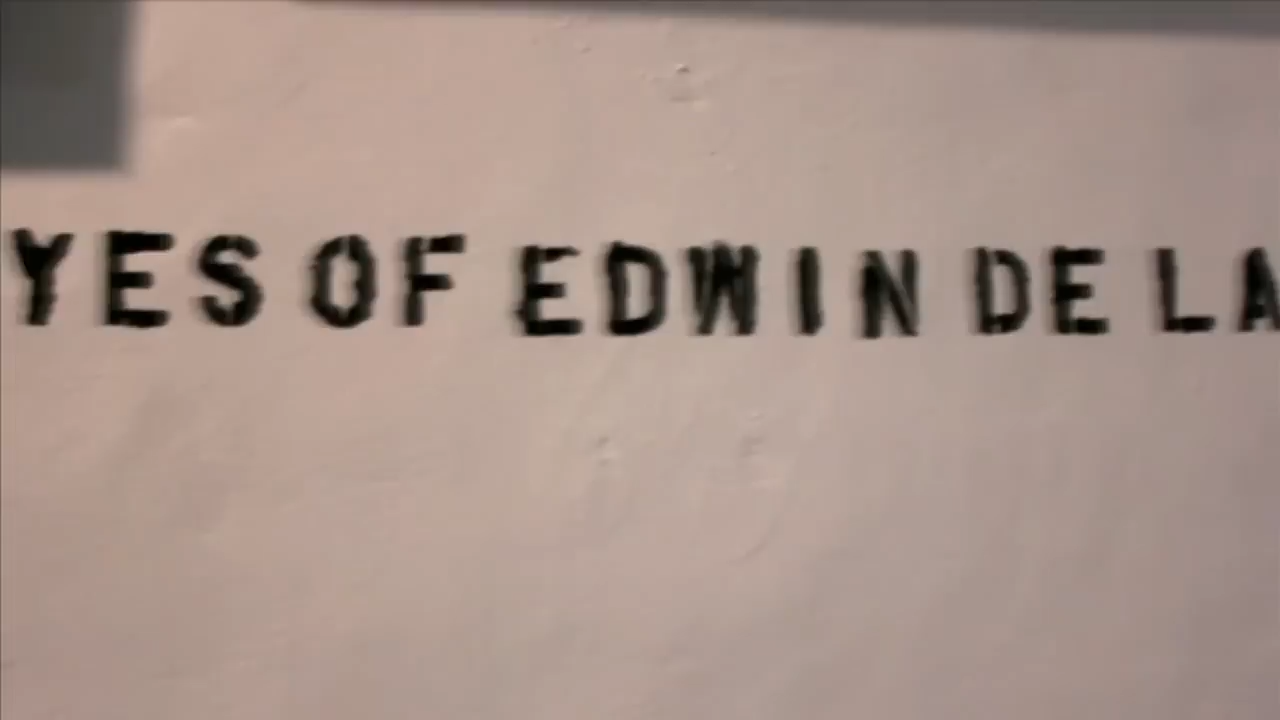 YES OF EDWIN DE LA